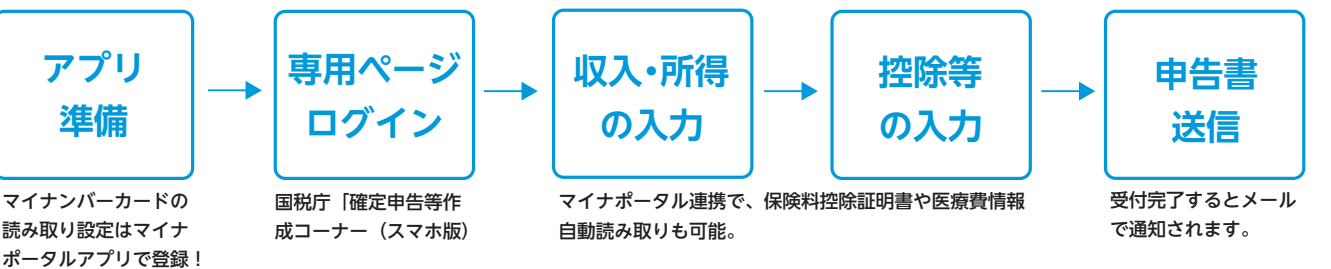 アプリ
準備
専用ページ
ログイン
収入・所得
の入力
控除等
の入力
申告書
送信
マイナンバーカードの
読み取り設定はマイナ
ポータルアプリで登録！
国税庁「確定申告等作
成コーナー（スマホ版）
マイナポータル連携で、保険料控除証明書や医療費情報
自動読み取りも可能。
受付完了するとメール
で通知されます。